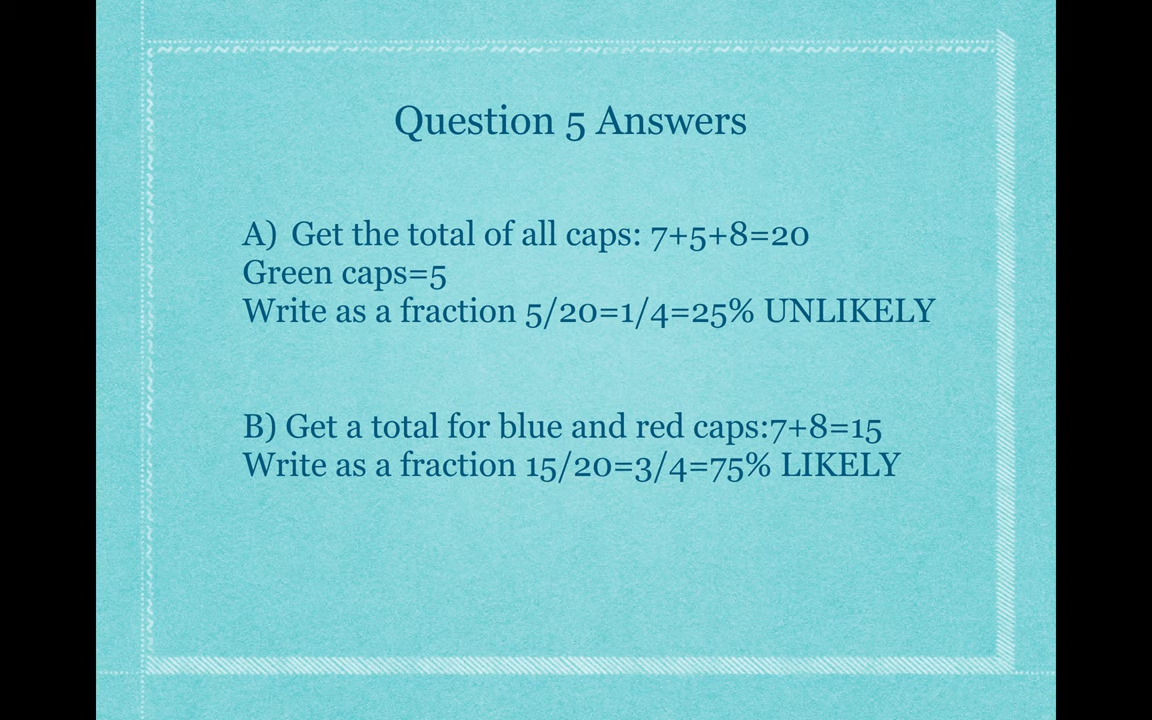 Question 5 Answers
A) Get the total of all caps: 7+5+8=20
Green caps=5
Write as a fraction 5/20=1/4=25% UNLIKELY
B) Get a total for blue and red caps:7+8=15
Write as a fraction 15/20=3/4=75% LIKELY